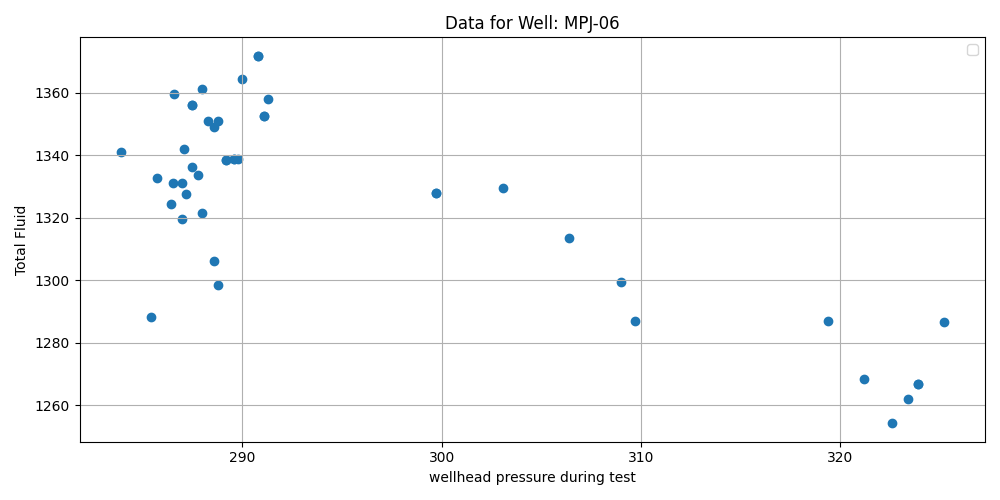 Data for Well: MPJ-06
Total Fluid
1360
1340
1320
1300
1280
1260
290 300 310 320
wellhead pressure during test